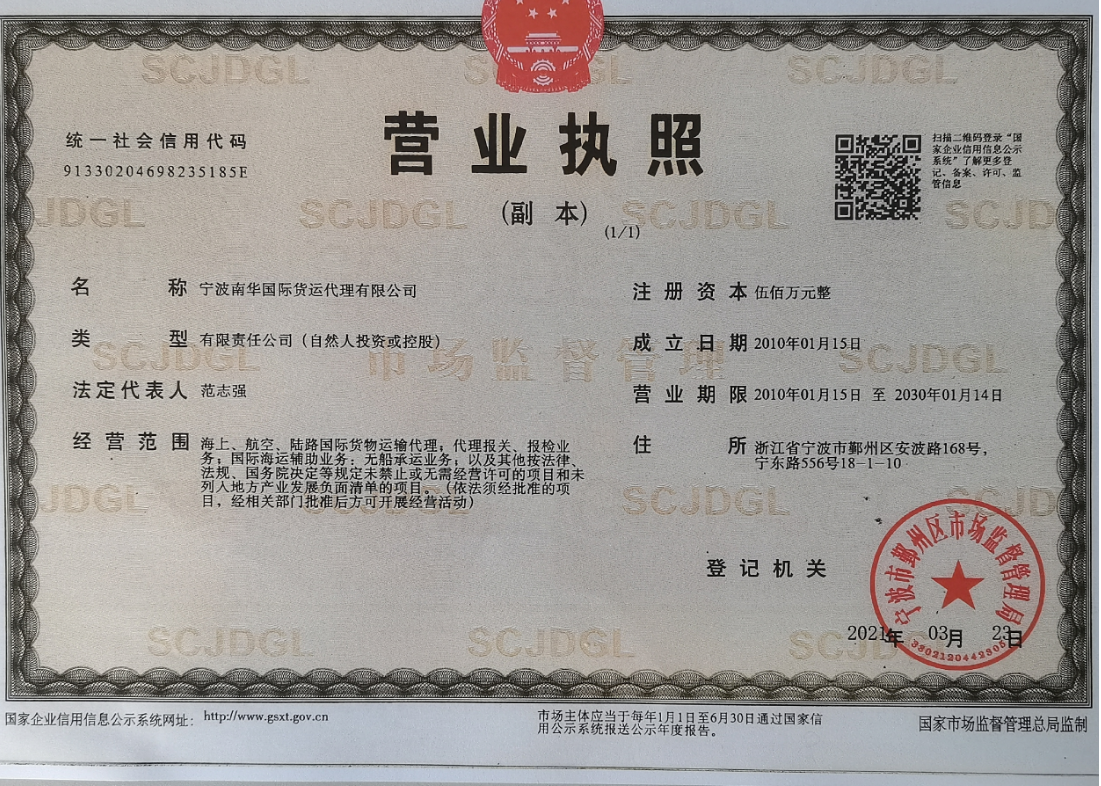 营业执照
统一社会信用代码
91330204698235185E
(副 本)
(1/1)
扫描二维码登录“国
家企业信用信息公示
系统”了解更多登
记、备案、许可、监
管信息
名 称 宁波南华国际货运代理有限公司
类 型 有限责任公司（自然人投资或控股）
法定代表人 范志强
经营范围 海上、航空、陆路国际货物运输代理；代理报关、报检业
务；国际海运辅助业务；无船承运业务；以及其他按法律、
法规、国务院决定等规定未禁止或无需经营许可的项目和未
列入地方产业发展负面清单的项目。（依法须经批准的项
目，经相关部门批准后方可开展经营活动）
注册资本 伍佰万元整
成立日期 2010年01月15日
营业期限 2010年01月15日 至 2030年01月14日
住 所 浙江省宁波市鄞州区安波路168号，
宁东路556号18-1-10
市场监督管理
SCJDGL
登记机关
宁波市鄞州区市场监督管理局
2021年 03月 23日
国家企业信用信息公示系统网址：http://www.gsxt.gov.cn
市场主体应当于每年1月1日至6月30日通过国家信
用公示系统报送公示年度报告。
国家市场监督管理总局监制